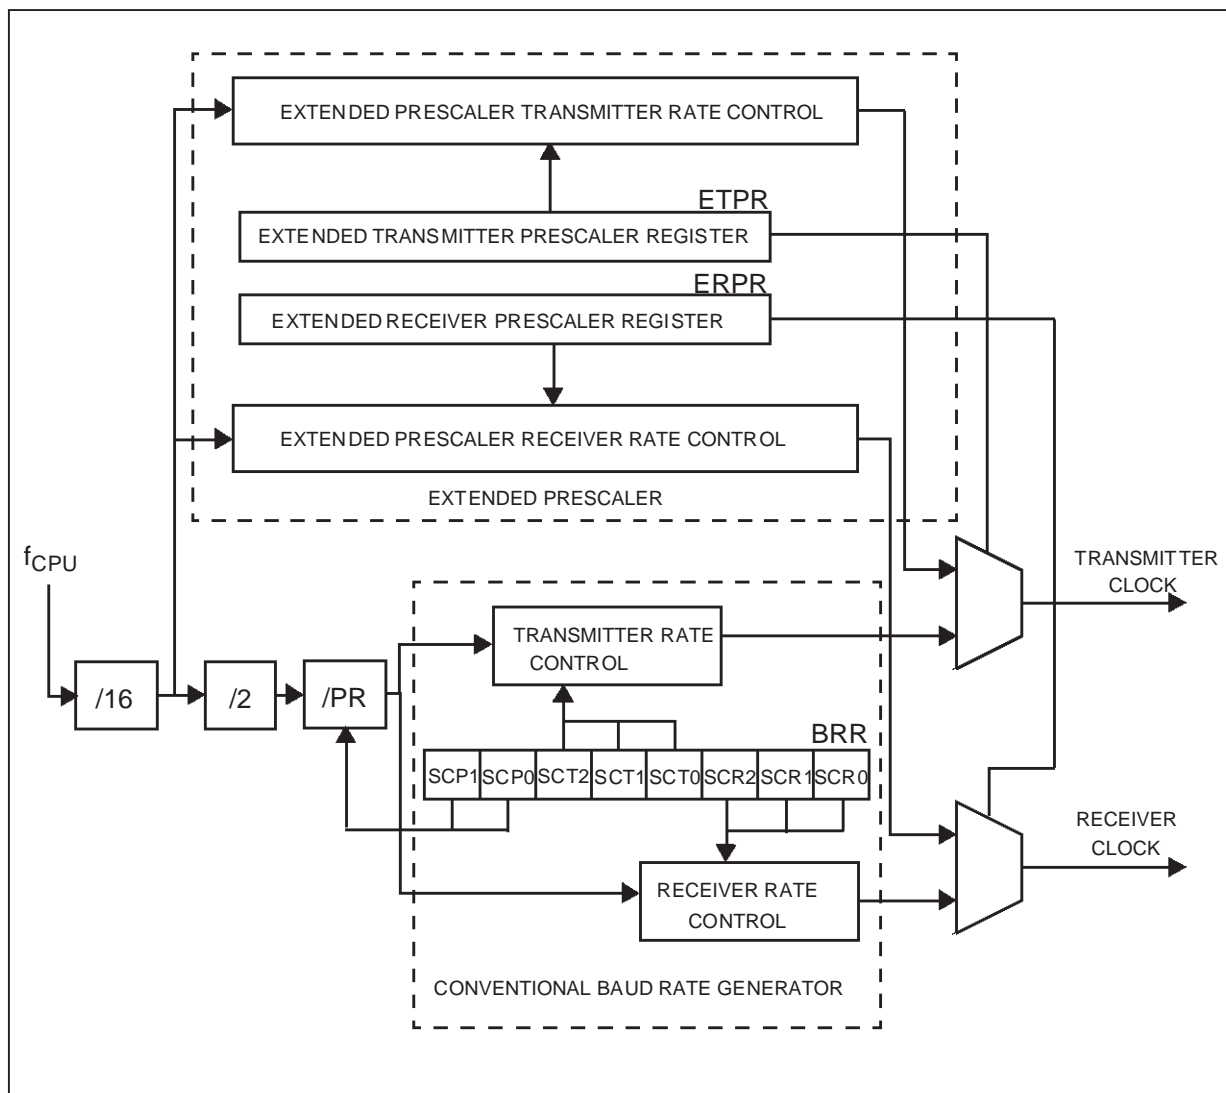 EXTENDED PRESCALER TRANSMITTER RATE CONTROL
ETPR
EXTENDED TRANSMITTER PRESCALER REGISTER
ERPR
EXTENDED RECEIVER PRESCALER REGISTER
EXTENDED PRESCALER RECEIVER RATE CONTROL
EXTENDED PRESCALER
fCPU
TRANSMITTER
CLOCK
TRANSMITTER RATE
CONTROL
/16
/2
/PR
BRR
SCP1 SCP0 SCT2 SCT1 SCT0 SCR2 SCR1 SCR0
RECEIVER
CLOCK
RECEIVER RATE
CONTROL
CONVENTIONAL BAUD RATE GENERATOR